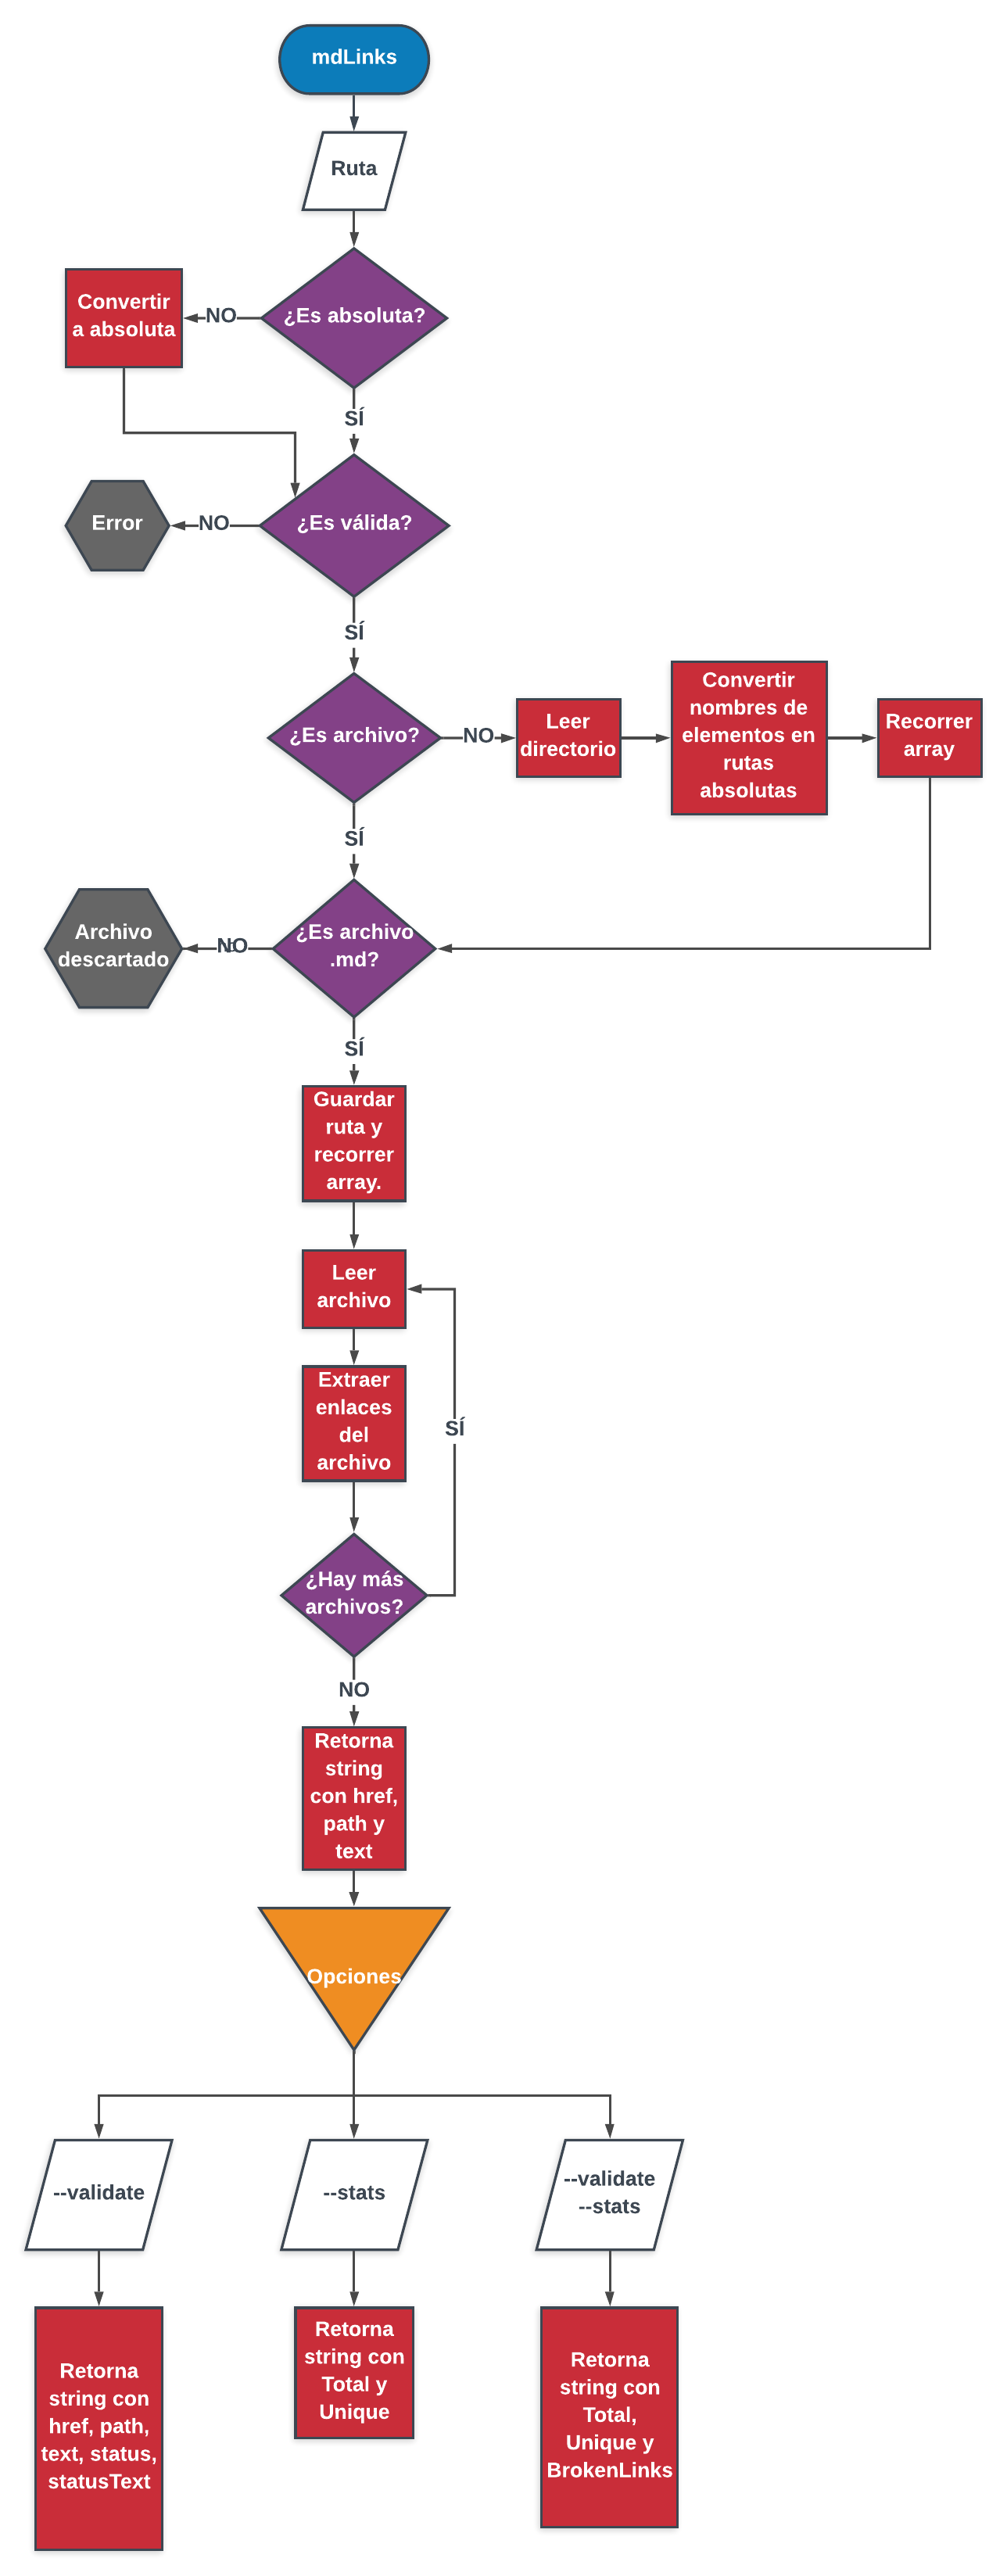 mdLinks
Ruta
¿Es absoluta?
NO
Convertir
a absoluta
SÍ
¿Es válida?
NO
Error
SÍ
¿Es archivo?
NO
Leer
directorio
Convertir
nombres de
elementos en
rutas
absolutas
Recorrer
array
SÍ
¿Es archivo
.md?
NO
Archivo
descartado
SÍ
Guardar
ruta y
recorrer
array.
Leer
archivo
Extraer
enlaces
del
archivo
SÍ
¿Hay más
archivos?
NO
Retorna
string
con href,
path y
text
Opciones
--validate
--stats
--validate
--stats
Retorna
string con
href, path,
text, status,
statusText
Retorna
string con
Total y
Unique
Retorna
string con
Total,
Unique y
BrokenLinks